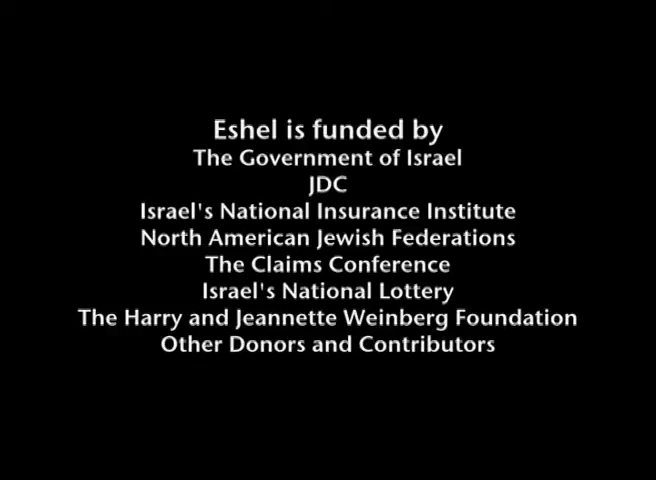 Eshel is funded by
The Government of Israel
JDC
Israel's National Insurance Institute
North American Jewish Federations
The Claims Conference
Israel's National Lottery
The Harry and Jeannette Weinberg Foundation
Other Donors and Contributors